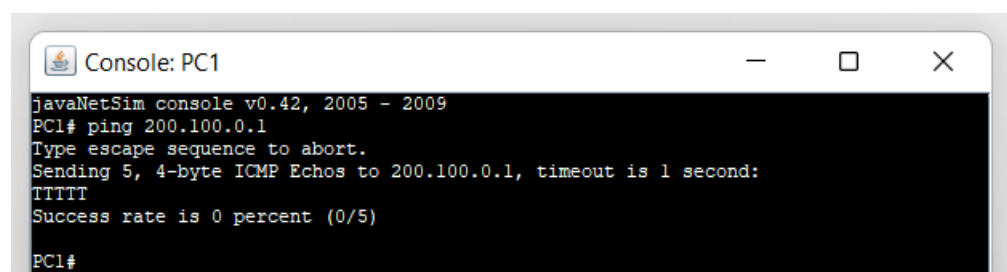 Console: PC1
javaNetSim console v0.42, 2005 - 2009
PC1# ping 200.100.0.1
Type escape sequence to abort.
Sending 5, 4-byte ICMP Echos to 200.100.0.1, timeout is 1 second:
TTTTT
Success rate is 0 percent (0/5)
PC1#